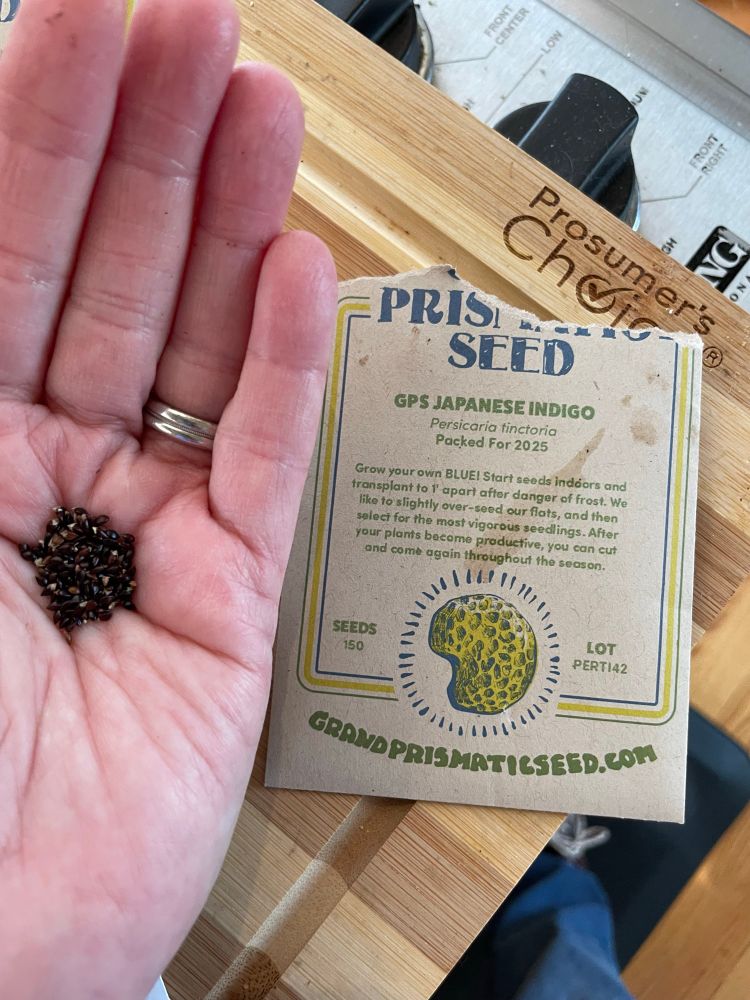 FRONT
CENTER
LOW
FRONT
RIGHT
Prosumer's
Choice®
SEED
GPS JAPANESE INDIGO
Persicaria tinctoria
Packed For 2025
Grow your own BLUE! Start seeds indoors and
transplant to 1' apart after danger of frost. We
like to slightly over-seed our flats, and then
select for the most vigorous seedlings. After
your plants become productive, you can cut
and come again throughout the season.
SEEDS
150
LOT
PERT142
GRANDPRISMATICSEED.COM